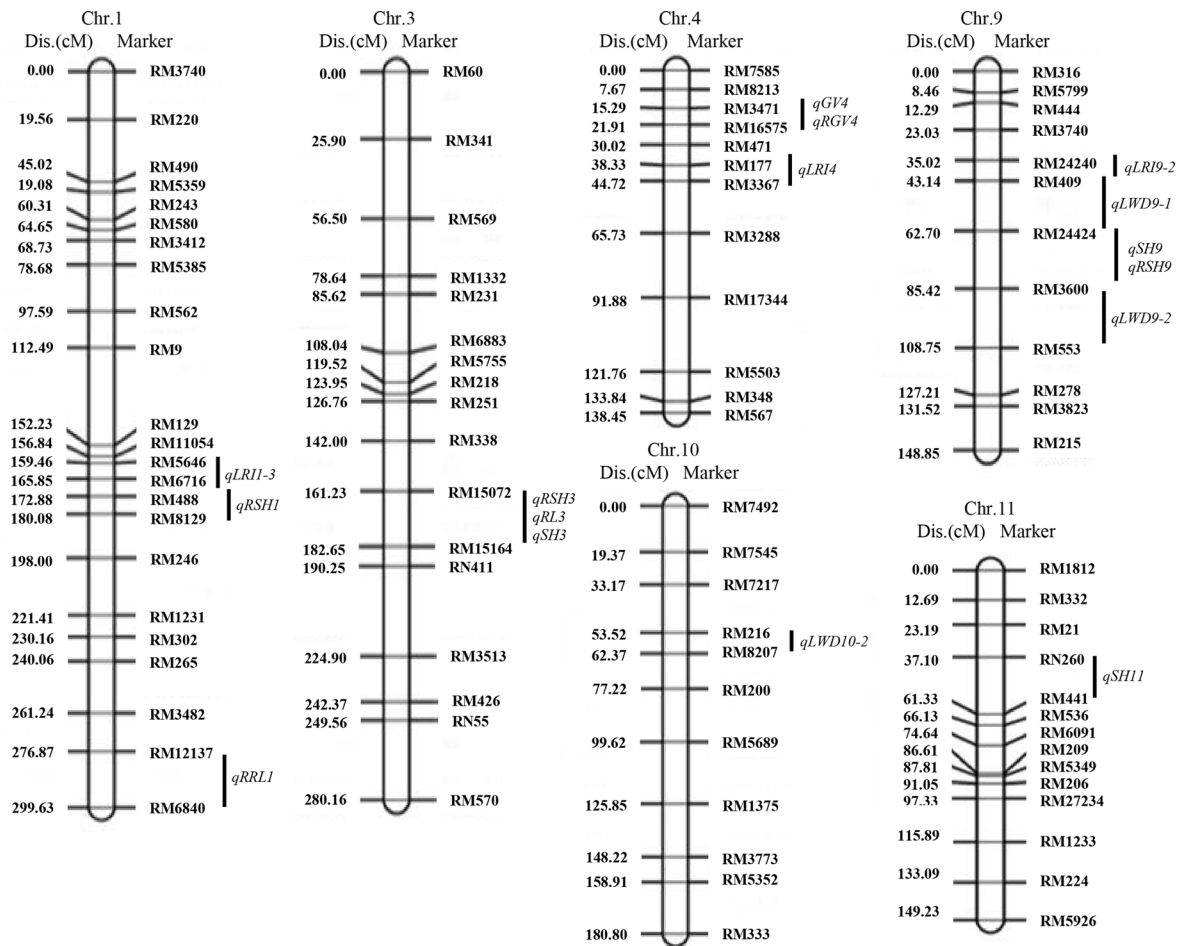 Chr.1
Dis.(cM) Marker
0.00 RM3740
19.56 RM220
45.02 RM490
19.08 RM5359
60.31 RM243
64.65 RM580
68.73 RM3412
78.68 RM5385
97.59 RM562
112.49 RM9
152.23 RM129
156.84 RM11054
159.46 RM5646
qLRI1-3
165.85 RM6716
172.88 RM488
qRSH1
180.08 RM8129
198.00 RM246
221.41 RM1231
230.16 RM302
240.06 RM265
261.24 RM3482
276.87 RM12137
qRRL1
299.63 RM6840
Chr.3
Dis.(cM) Marker
0.00 RM60
25.90 RM341
56.50 RM569
78.64 RM1332
85.62 RM231
108.04 RM6883
119.52 RM5755
123.95 RM218
126.76 RM251
142.00 RM338
161.23 RM15072
qRSH3
qRL3
qSH3
182.65 RM15164
190.25 RN411
224.90 RM3513
242.37 RM426
249.56 RN55
280.16 RM570
Chr.4
Dis.(cM) Marker
0.00 RM7585
7.67 RM8213
15.29 RM3471
qGV4
qRGV4
21.91 RM16575
30.02 RM471
38.33 RM177
qLRI4
44.72 RM3367
65.73 RM3288
91.88 RM17344
121.76 RM5503
133.84 RM348
138.45 RM567
Chr.10
Dis.(cM) Marker
0.00 RM7492
19.37 RM7545
33.17 RM7217
53.52 RM216
qLWD10-2
62.37 RM8207
77.22 RM200
99.62 RM5689
125.85 RM1375
148.22 RM3773
158.91 RM5352
180.80 RM333
Chr.9
Dis.(cM) Marker
0.00 RM316
8.46 RM5799
12.29 RM444
23.03 RM3740
35.02 RM24240
qLRI9-2
43.14 RM409
qLWD9-1
62.70 RM24424
qSH9
qRSH9
85.42 RM3600
qLWD9-2
108.75 RM553
127.21 RM278
131.52 RM3823
148.85 RM215
Chr.11
Dis.(cM) Marker
0.00 RM1812
12.69 RM332
23.19 RM21
37.10 RN260
qSH11
61.33 RM441
66.13 RM536
74.64 RM6091
86.61 RM209
87.81 RM5349
91.05 RM206
97.33 RM27234
115.89 RM1233
133.09 RM224
149.23 RM5926